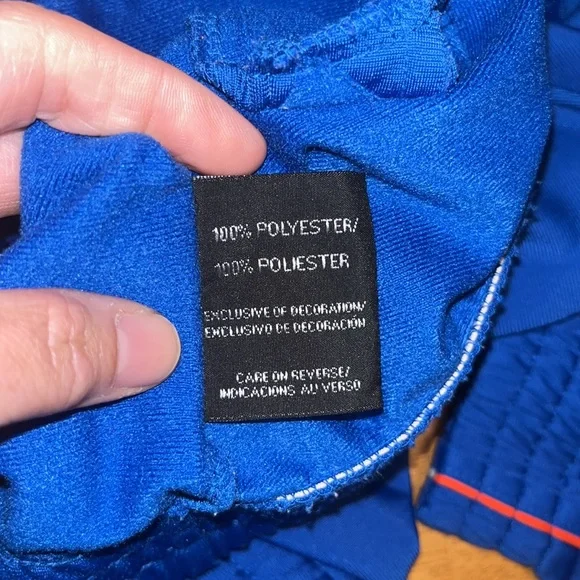 100% POLYESTER/
100% POLIESTER
EXCLUSIVE OF DECORATION/
EXCLUSIVO DE DECORACIÓN
CARE ON REVERSE/
INDICACIONS AU VERSO